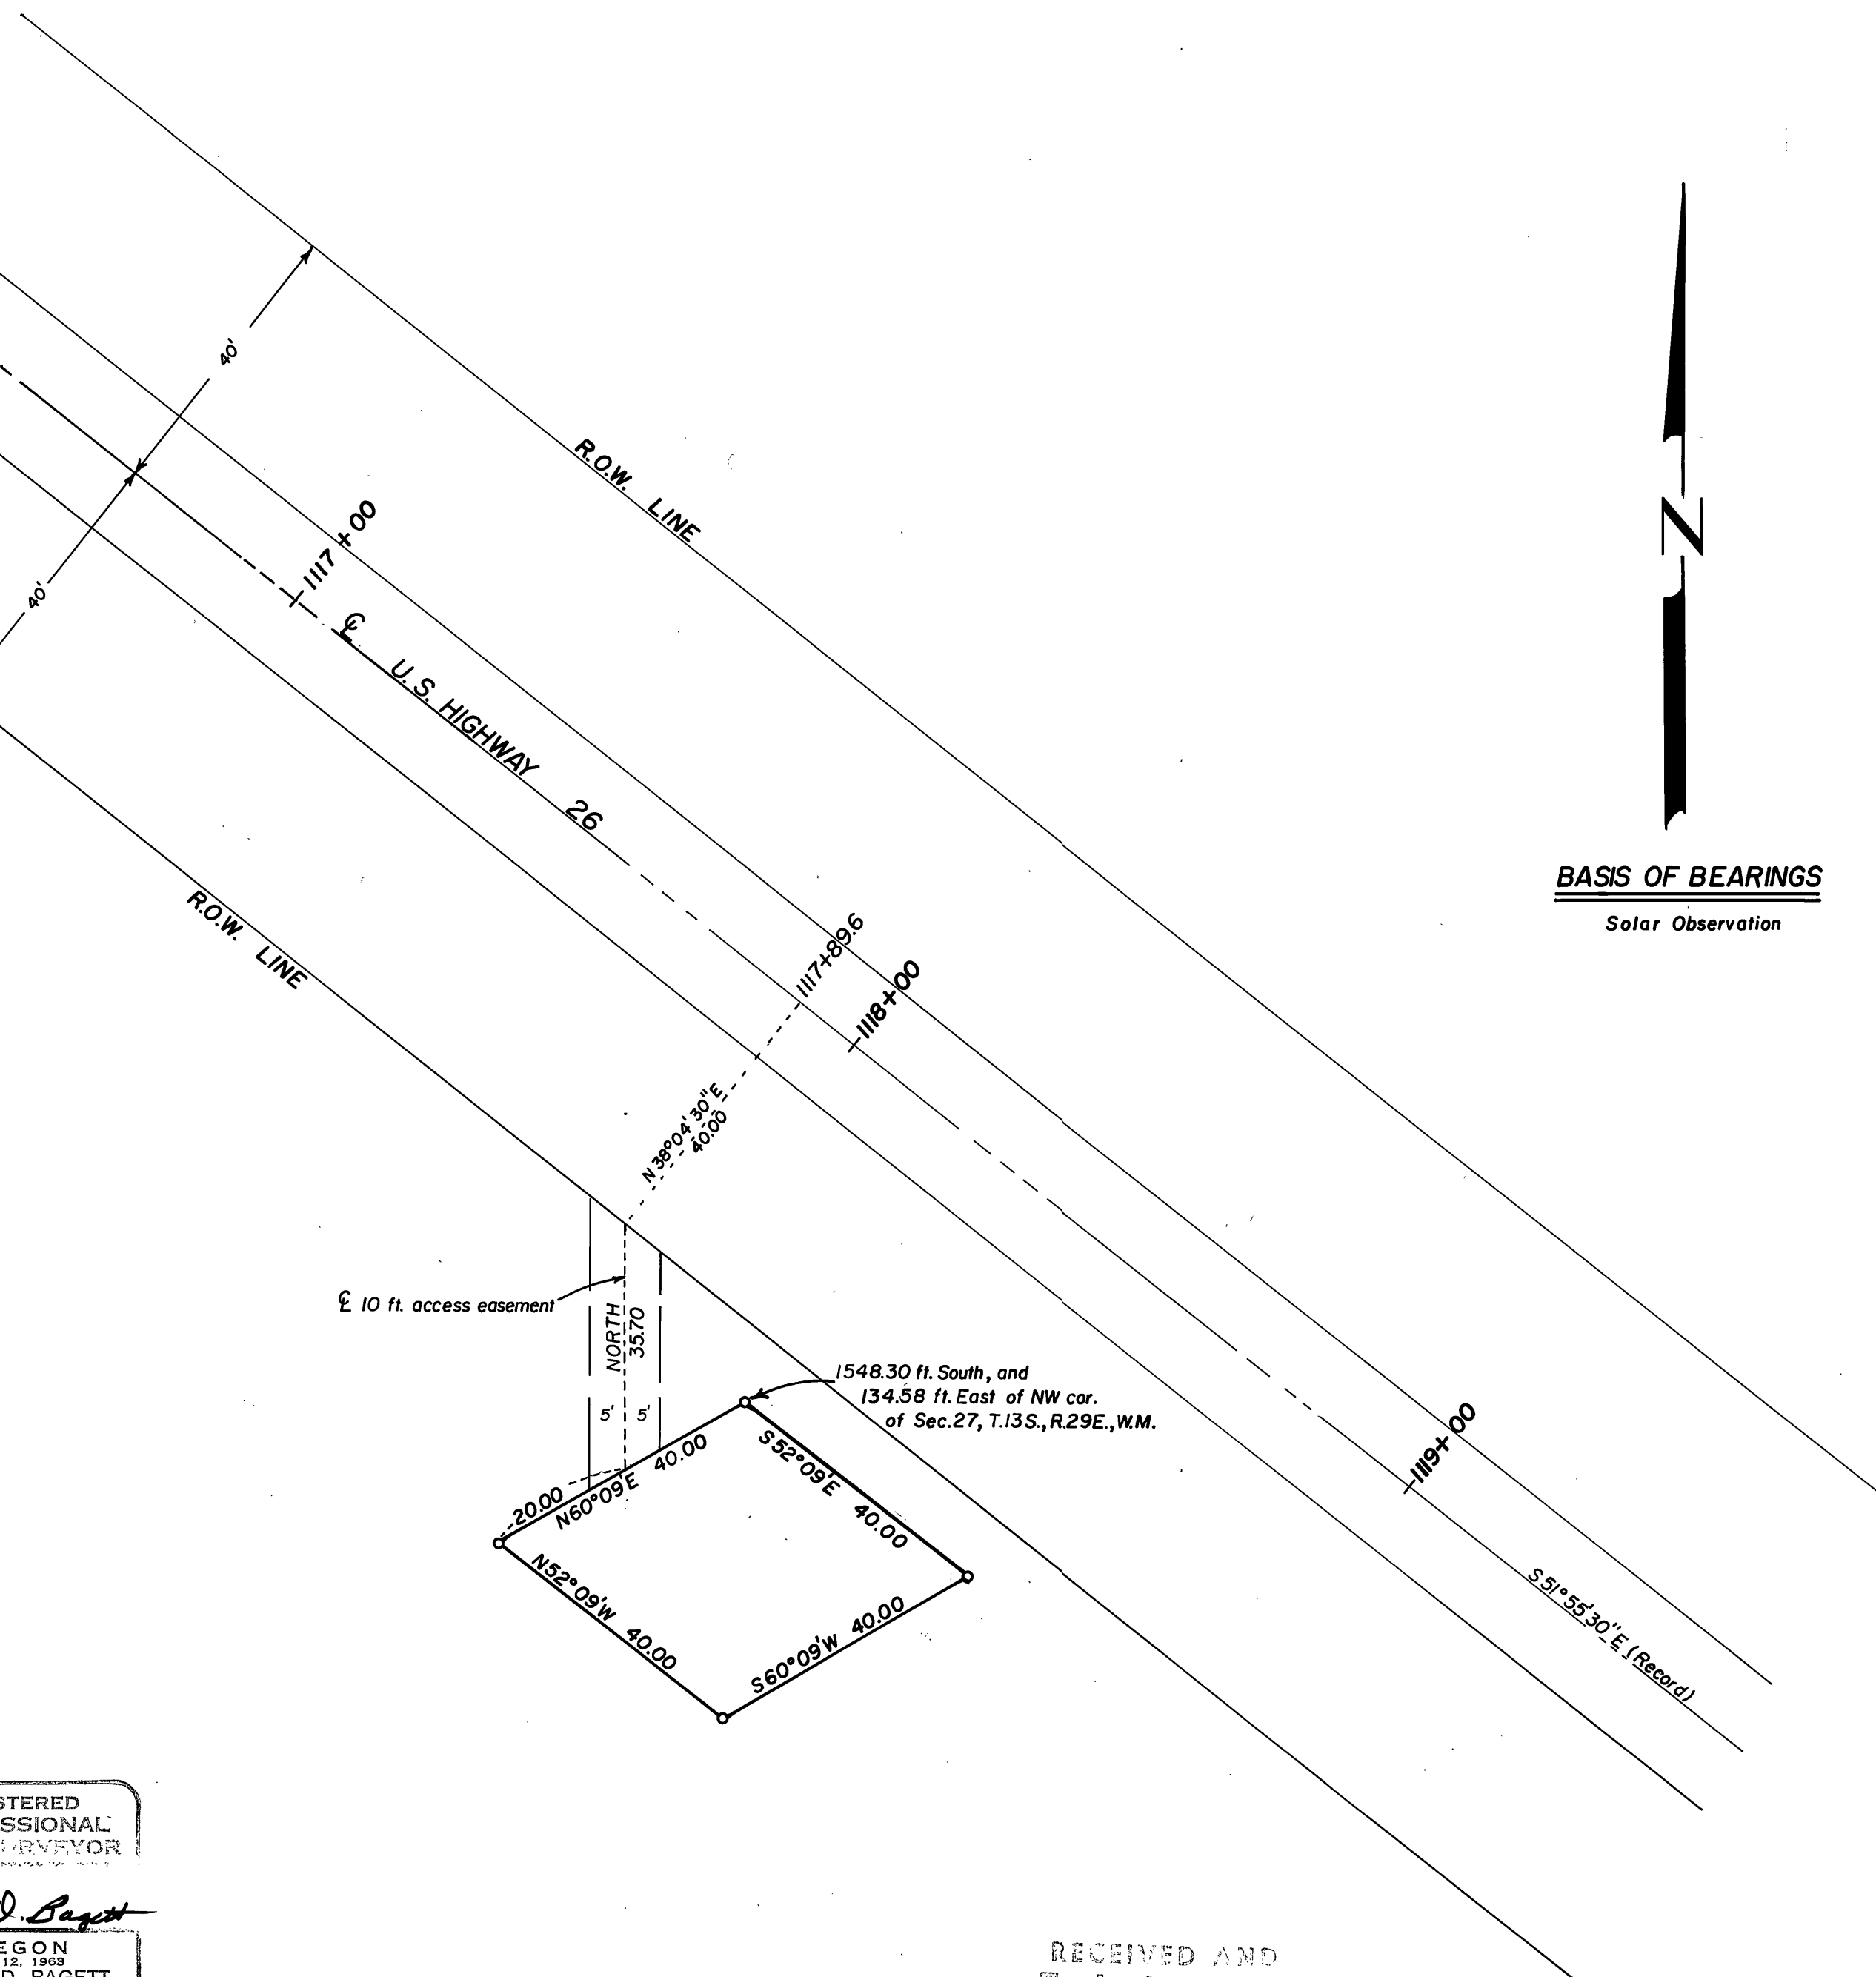 40'
R.O.W. LINE
1117+00
40'
℄ U.S. HIGHWAY 26
N
BASIS OF BEARINGS
Solar Observation
R.O.W. LINE
1117+89.6
1118+00
N38°04'30"E
40.00
℄ 10 ft. access easement
NORTH
35.70
5' 5'
1548.30 ft. South, and
134.58 ft. East of NW cor.
of Sec.27, T.13S., R.29E., W.M.
1119+00
20.00
N60°09'E 40.00
S52°09'E 40.00
N52°09'W 40.00
S60°09'W 40.00
S51°55'30"E (Record)
STERED
SSIONAL
URVEYOR
D. Bagett
EGON
12, 1963
D. BAGETT
RECEIVED AND